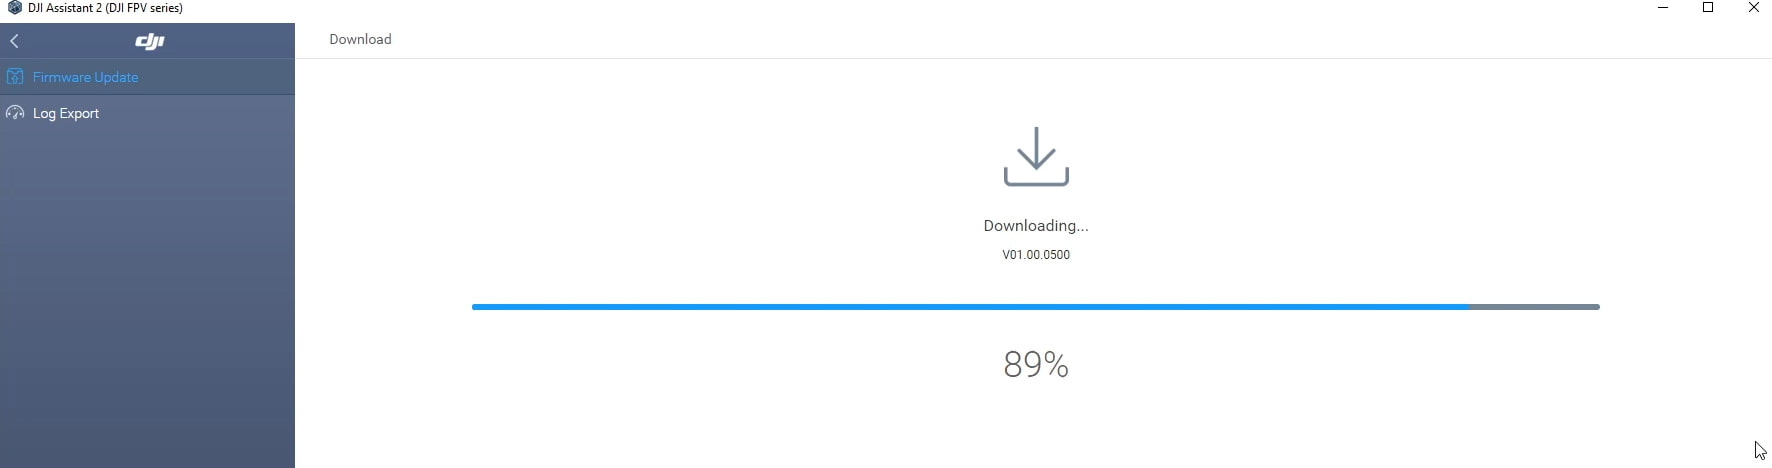 DJI Assistant 2 (DJI FPV series)
dji
Download
Firmware Update
Log Export
Downloading...
V01.00.0500
89%